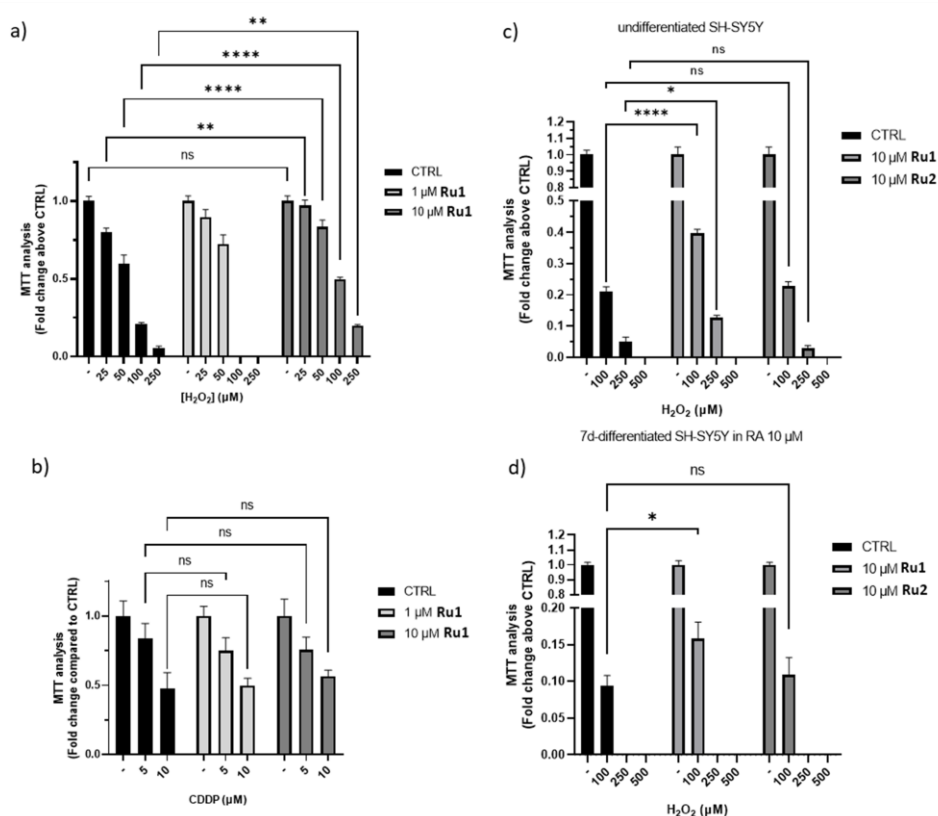 a)
**
****
****
**
ns
MTT analysis
(Fold change above CTRL)
1.0
0.5
0.0
- 25 50 100 250 - 25 50 100 250 - 25 50 100 250
[H₂O₂] (µM)
CTRL
1 µM Ru1
10 µM Ru1
b)
ns
ns
ns
ns
MTT analysis
(Fold change compared to CTRL)
1.0
0.5
0.0
- 5 10 - 5 10 - 5 10
CDDP (µM)
CTRL
1 µM Ru1
10 µM Ru1
c)
undifferentiated SH-SY5Y
ns
ns
*
****
MTT analysis
(Fold change above CTRL)
1.2
1.1
1.0
0.9
0.8
0.5
0.4
0.3
0.2
0.1
0.0
- 100 250 500 - 100 250 500 - 100 250 500
H₂O₂ (µM)
CTRL
10 µM Ru1
10 µM Ru2
7d-differentiated SH-SY5Y in RA 10 µM
d)
ns
*
MTT analysis
(Fold change above CTRL)
1.2
1.1
1.0
0.9
0.8
0.20
0.15
0.10
0.05
0.00
- 100 250 500 - 100 250 500 - 100 250 500
H₂O₂ (µM)
CTRL
10 µM Ru1
10 µM Ru2